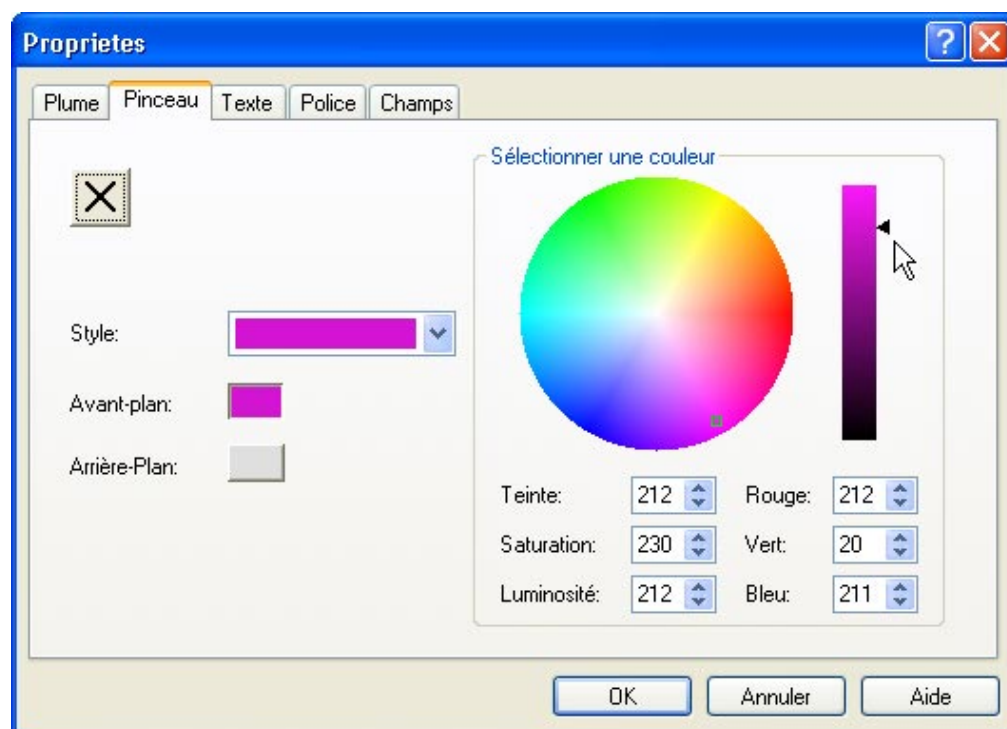 Proprietes
Plume Pinceau Texte Police Champs
Sélectionner une couleur
Style:
Avant-plan:
Arrière-Plan:
Teinte: 212 Rouge: 212
Saturation: 230 Vert: 20
Luminosité: 212 Bleu: 211
OK Annuler Aide